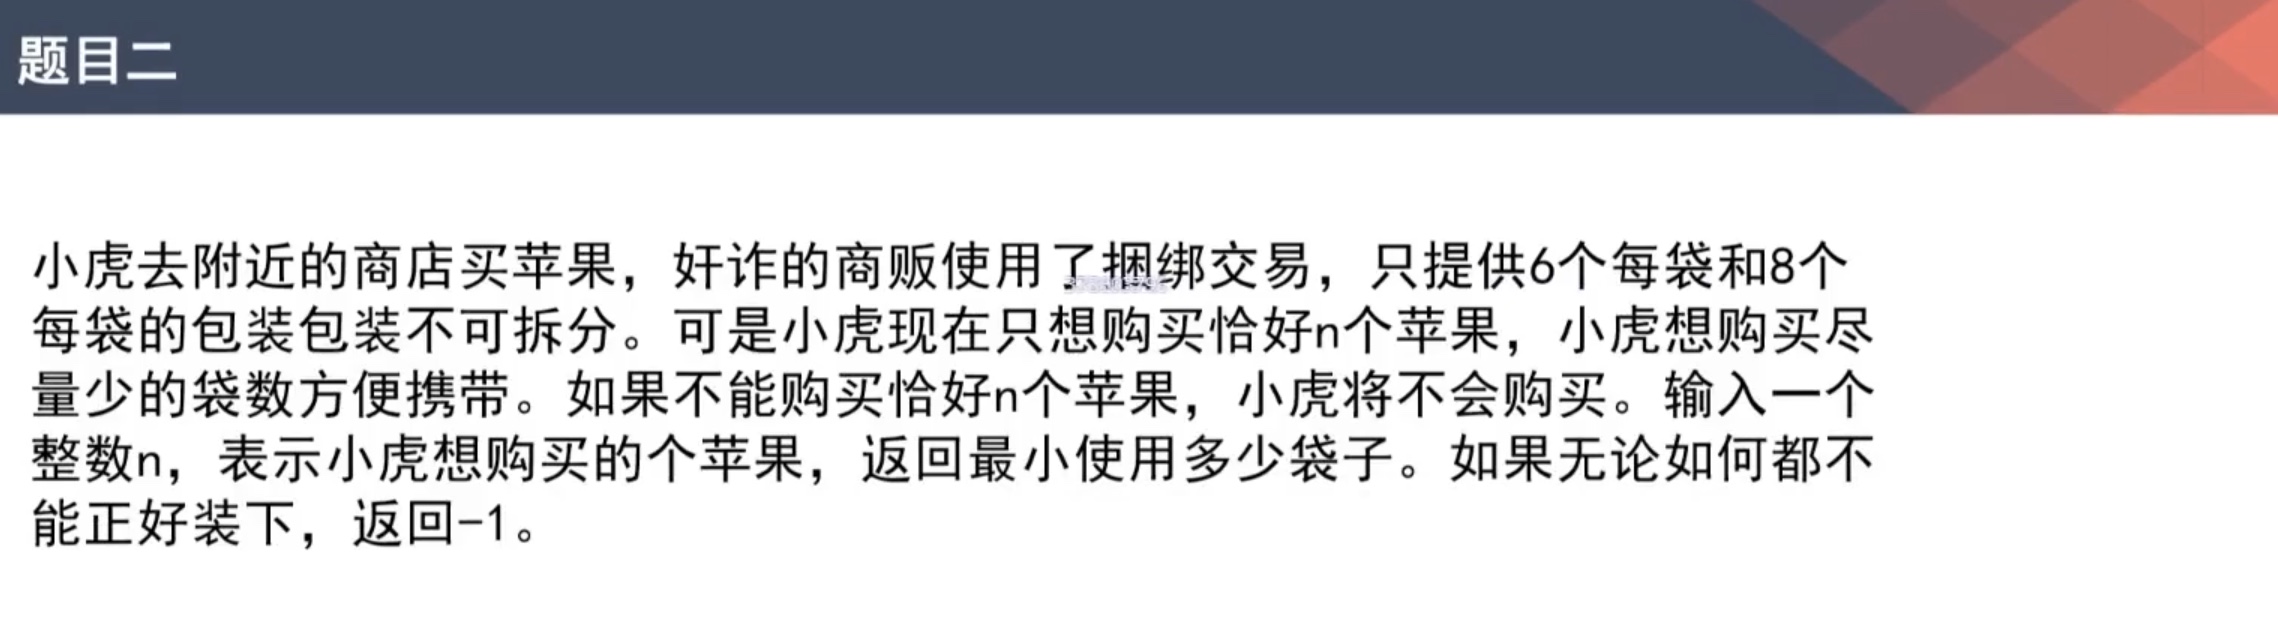 题目二
小虎去附近的商店买苹果，奸诈的商贩使用了捆绑交易，只提供6个每袋和8个
每袋的包装包装不可拆分。可是小虎现在只想购买恰好n个苹果，小虎想购买尽
量少的袋数方便携带。如果不能购买恰好n个苹果，小虎将不会购买。输入一个
整数n，表示小虎想购买的个苹果，返回最小使用多少袋子。如果无论如何都不
能正好装下，返回-1。